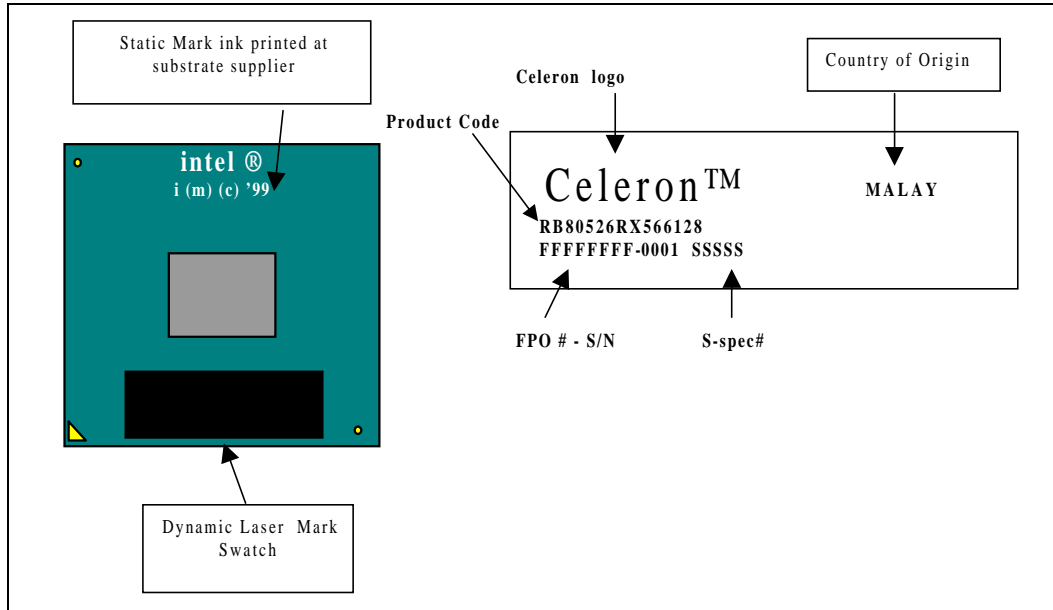 Static Mark ink printed at
substrate supplier
intel ®
i (m) (c) ’99
Dynamic Laser Mark
Swatch
Celeron logo
Product Code
Country of Origin
Celeron™
MALAY
RB80526RX566128
FFFFFFFF-0001 SSSSS
FPO # - S/N
S-spec#